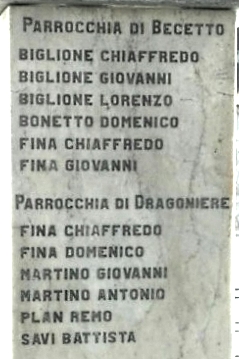 PARROCCHIA DI BECETTO
BIGLIONE CHIAFFREDO
BIGLIONE GIOVANNI
BIGLIONE LORENZO
BONETTO DOMENICO
FINA CHIAFFREDO
FINA GIOVANNI
PARROCCHIA DI DRAGONIERE
FINA CHIAFFREDO
FINA DOMENICO
MARTINO GIOVANNI
MARTINO ANTONIO
PLAN REMO
SAVI BATTISTA